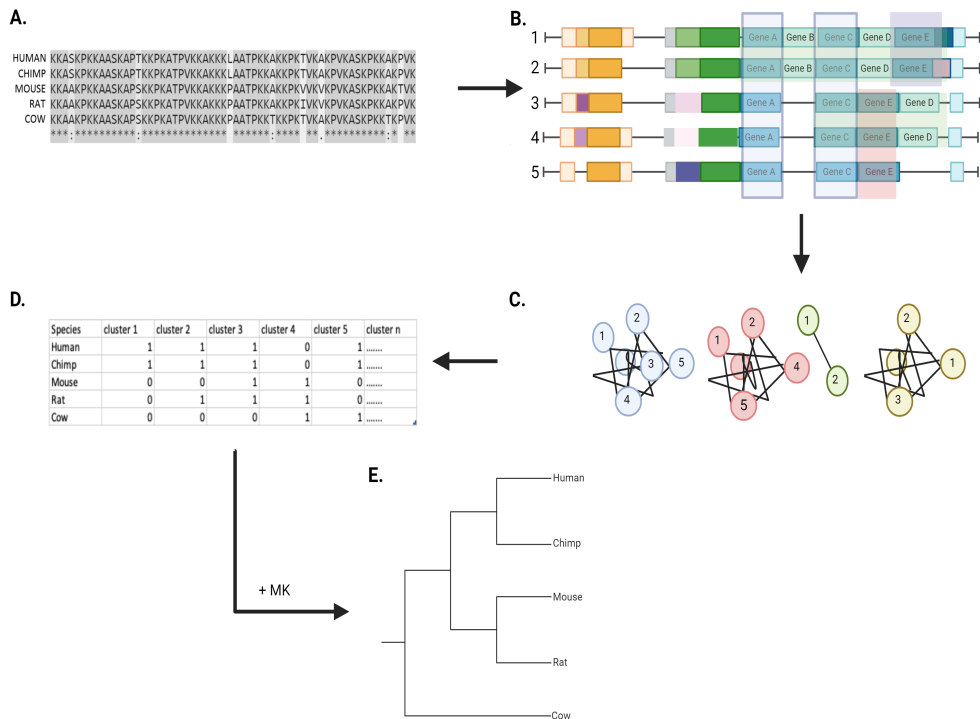 A.
HUMAN KKASKPKKAASKAPTKKPKATPVKKAKKKLAATPKKAKKPKTVKAKPVKASKPKKAKPVK
CHIMP KKAASKPKKAASKAPSKKPKATPVKKAKKKPAATPKKAKKPKTVKAKPVKASKPKKAKPVK
MOUSE KKAASKPKKAASKAPSKKPKATPVKKAKKKPAATPKKAKKPKVVKVKPVKASKPKKAKTVK
RAT KKAASKPKKAASKAPSKKPKATPVKKAKKKPAATPKKAKKPKIVKVKPVKASKPKKAKPVK
COW KKAAKPKKAASKAPSKKPKATPVKKAKKKPAATPKKTKKPKTVKAKPVKASKPKKTKPVK
B.
1 Gene A Gene B Gene C Gene D Gene E
2 Gene A Gene B Gene C Gene D Gene E
3 Gene A Gene C Gene E Gene D
4 Gene A Gene C Gene E Gene D
5 Gene A Gene C Gene E
C.
1 2 3 4 5
1 2 4 5
1 2
2 1 3
D.
Species cluster 1 cluster 2 cluster 3 cluster 4 cluster 5 cluster n
Human 1 1 1 0 1 .......
Chimp 1 1 1 0 1 .......
Mouse 0 0 1 1 0 .......
Rat 0 1 1 1 0 .......
Cow 0 0 0 1 1 .......
+ MK
E.
Human
Chimp
Mouse
Rat
Cow